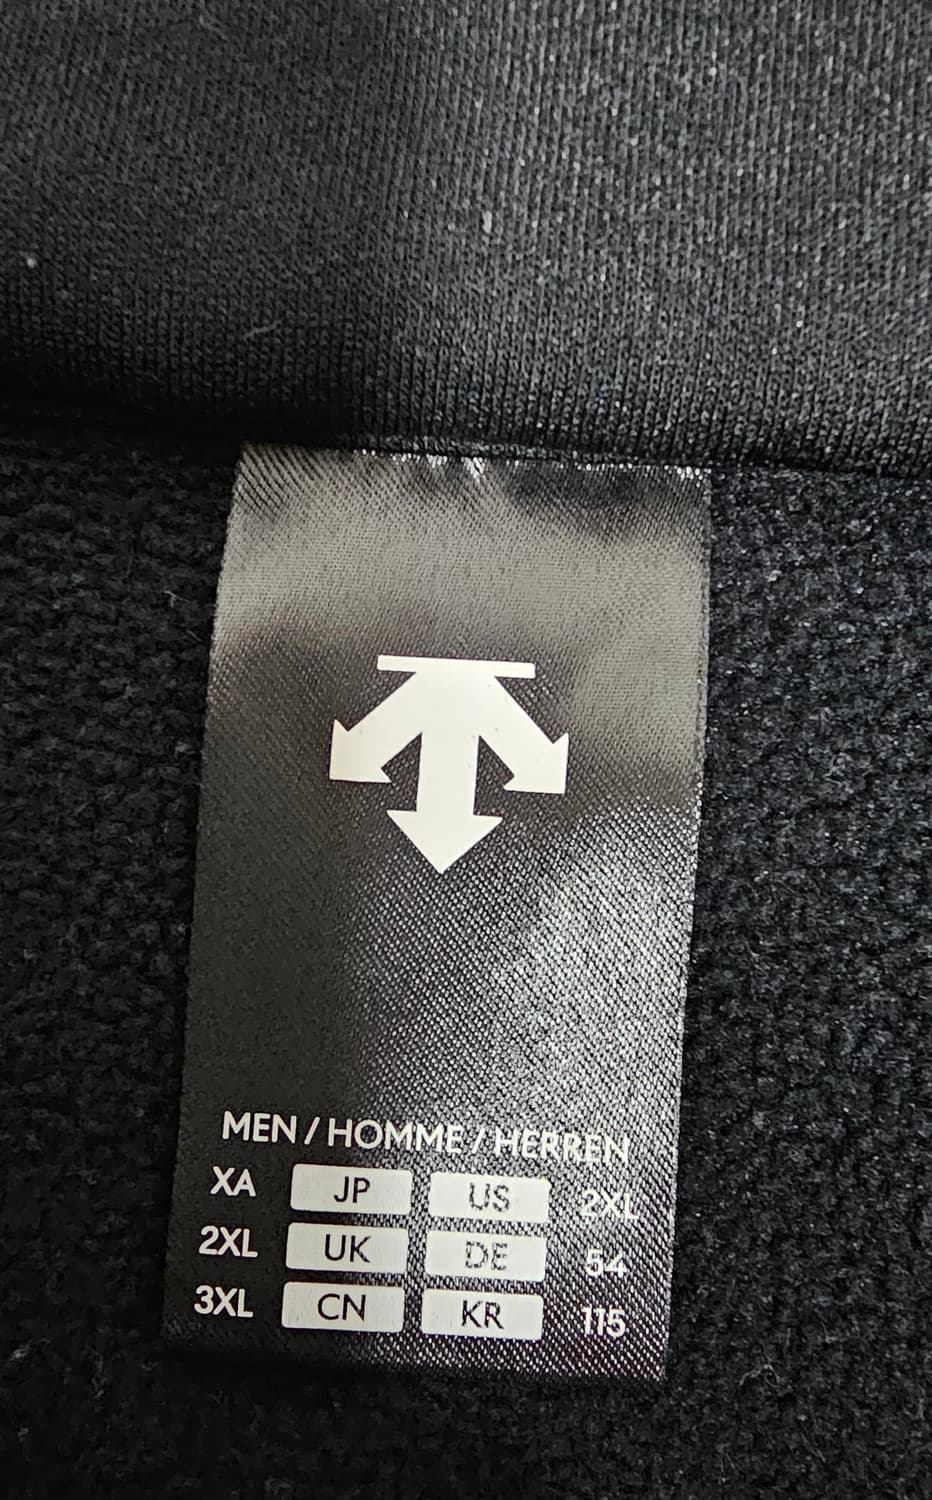 MEN / HOMME / HERREN
XA JP US 2XL
2XL UK DE 54
3XL CN KR 115